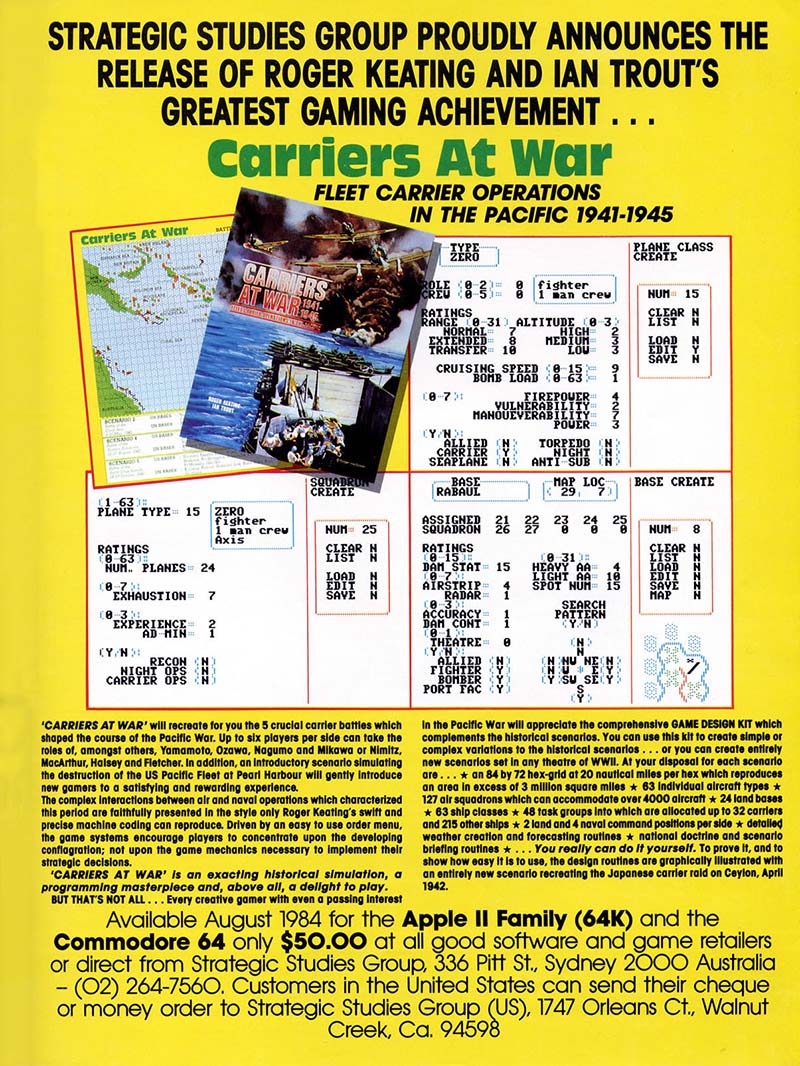 STRATEGIC STUDIES GROUP PROUDLY ANNOUNCES THE
RELEASE OF ROGER KEATING AND IAN TROUT'S
GREATEST GAMING ACHIEVEMENT . . .
Carriers At War
FLEET CARRIER OPERATIONS
IN THE PACIFIC 1941-1945
Carriers At War
CARRIERS
AT WAR 1941-
1945
ROGER KEATING-
IAN TROUT
CORAL SEA
AUSTRALIA
SCENARIO 3
SCENARIO 4
SCENARIO 5
TYPE
ZERO
ROLE (0-2)= 0
CREW (0-5)= 0
fighter
1 man crew
RATINGS
RANGE (0-31) ALTITUDE (0-3)
NORMAL= 7 HIGH= 2
EXTENDED= 8 MEDIUM= 3
TRANSFER= 10 LOW= 3
CRUISING SPEED (0-15)= 9
BOMB LOAD (0-63)= 1
(0-7): FIREPOWER= 4
VULNERABILITY= 2
MANOUEVERABILITY= 7
POWER= 3
(Y/N):
ALLIED (N) TORPEDO (N)
CARRIER (Y) NIGHT (N)
SEAPLANE (N) ANTI-SUB (N)
PLANE CLASS
CREATE
NUM= 15
CLEAR N
LIST N
LOAD N
EDIT Y
SAVE N
(1-63):
PLANE TYPE= 15
ZERO
fighter
1 man crew
Axis
RATINGS
(0-63):
NUM. PLANES= 24
(0-7):
EXHAUSTION= 7
(0-3):
EXPERIENCE= 2
AD-MIN= 1
(Y/N):
RECON (N)
NIGHT OPS (N)
CARRIER OPS (N)
SQUADRON
CREATE
NUM= 25
CLEAR N
LIST N
LOAD N
EDIT N
SAVE N
BASE MAP LOC
RABAUL ( 29, 7)
ASSIGNED 21 22 23 24 25
SQUADRON 26 27 0 0 0
RATINGS
(0-15): (0-31):
DAM STAT= 15 HEAVY AA= 4
(0-7): LIGHT AA= 10
AIRSTRIP= 4 SPOT NUM= 15
RADAR= 1
(0-3): SEARCH
ACCURACY= 1 PATTERN
DAM CONT= 1 (Y/N)
(0-1):
THEATRE= 0 (N)
(Y/N): N
ALLIED (N) (N)NW NE(N)
FIGHTER (Y) (N)W * E(Y)
BOMBER (Y) (Y)SW SE(Y)
PORT FAC (Y) S
(Y)
BASE CREATE
NUM= 8
CLEAR N
LIST N
LOAD N
EDIT N
SAVE N
MAP N
'CARRIERS AT WAR' will recreate for you the 5 crucial carrier battles which
shaped the course of the Pacific War. Up to six players per side can take the
roles of, amongst others, Yamamoto, Ozawa, Nagumo and Mikawa or Nimitz,
MacArthur, Halsey and Fletcher. In addition, an introductory scenario simulating
the destruction of the US Pacific Fleet at Pearl Harbour will gently introduce
new gamers to a satisfying and rewarding experience.
The complex interactions between air and naval operations which characterized
this period are faithfully presented in the style only Roger Keating's swift and
precise machine coding can reproduce. Driven by an easy to use order menu,
the game systems encourage players to concentrate upon the developing
conflagration; not upon the game mechanics necessary to implement their
strategic decisions.
'CARRIERS AT WAR' is an exacting historical simulation, a
programming masterpiece and, above all, a delight to play.
BUT THAT'S NOT ALL . . . Every creative gamer with even a passing interest
in the Pacific War will appreciate the comprehensive GAME DESIGN KIT which
complements the historical scenarios. You can use this kit to create simple or
complex variations to the historical scenarios . . . or you can create entirely
new scenarios set in any theatre of WWII. At your disposal for each scenario
are . . . ★ an 84 by 72 hex-grid at 20 nautical miles per hex which reproduces
an area in excess of 3 million square miles ★ 63 individual aircraft types ★
127 air squadrons which can accommodate over 4000 aircraft ★ 24 land bases
★ 63 ship classes ★ 48 task groups into which are allocated up to 32 carriers
and 215 other ships ★ 2 land and 4 naval command positions per side ★ detailed
weather creation and forecasting routines ★ national doctrine and scenario
briefing routines ★ . . . You really can do it yourself. To prove it, and to
show how easy it is to use, the design routines are graphically illustrated with
an entirely new scenario recreating the Japanese carrier raid on Ceylon, April
1942.
Available August 1984 for the Apple II Family (64K) and the
Commodore 64 only $50.00 at all good software and game retailers
or direct from Strategic Studies Group, 336 Pitt St., Sydney 2000 Australia
– (02) 264-7560. Customers in the United States can send their cheque
or money order to Strategic Studies Group (US), 1747 Orleans Ct., Walnut
Creek, Ca. 94598